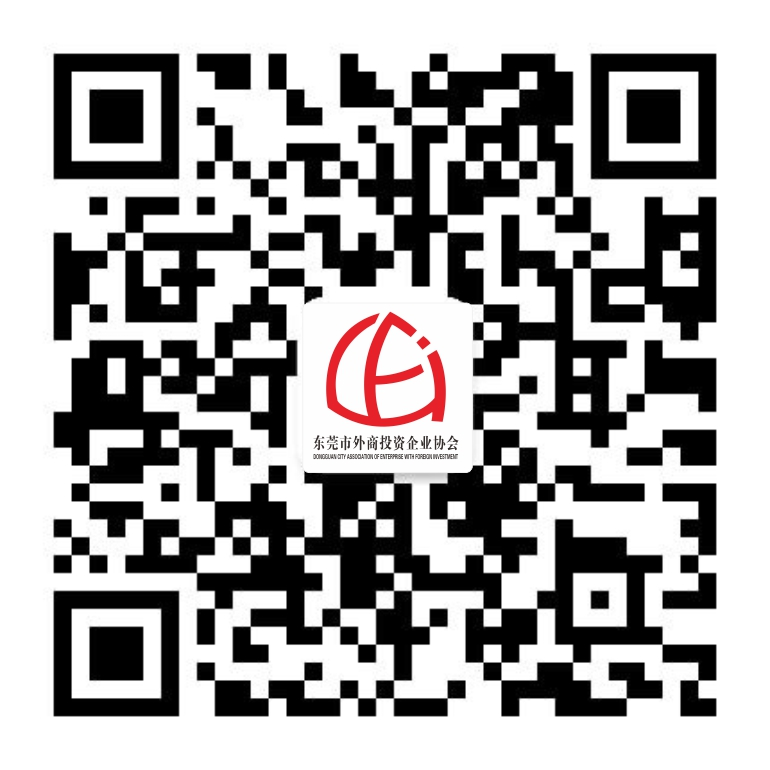 东莞市外商投资企业协会
DONGGUAN CITY ASSOCIATION OF ENTERPRISE WITH FOREIGN INVESTMENT